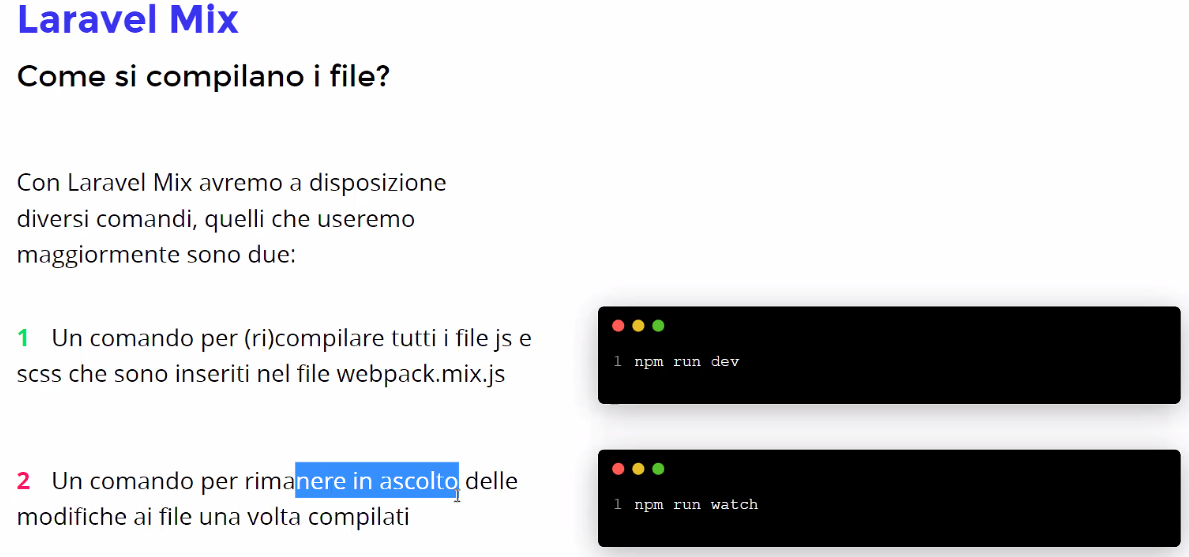 Laravel Mix
Come si compilano i file?
Con Laravel Mix avremo a disposizione
diversi comandi, quelli che useremo
maggiormente sono due:
1 Un comando per (ri)compilare tutti i file js e
scss che sono inseriti nel file webpack.mix.js
1 npm run dev
2 Un comando per rimanere in ascolto delle
modifiche ai file una volta compilati
1 npm run watch